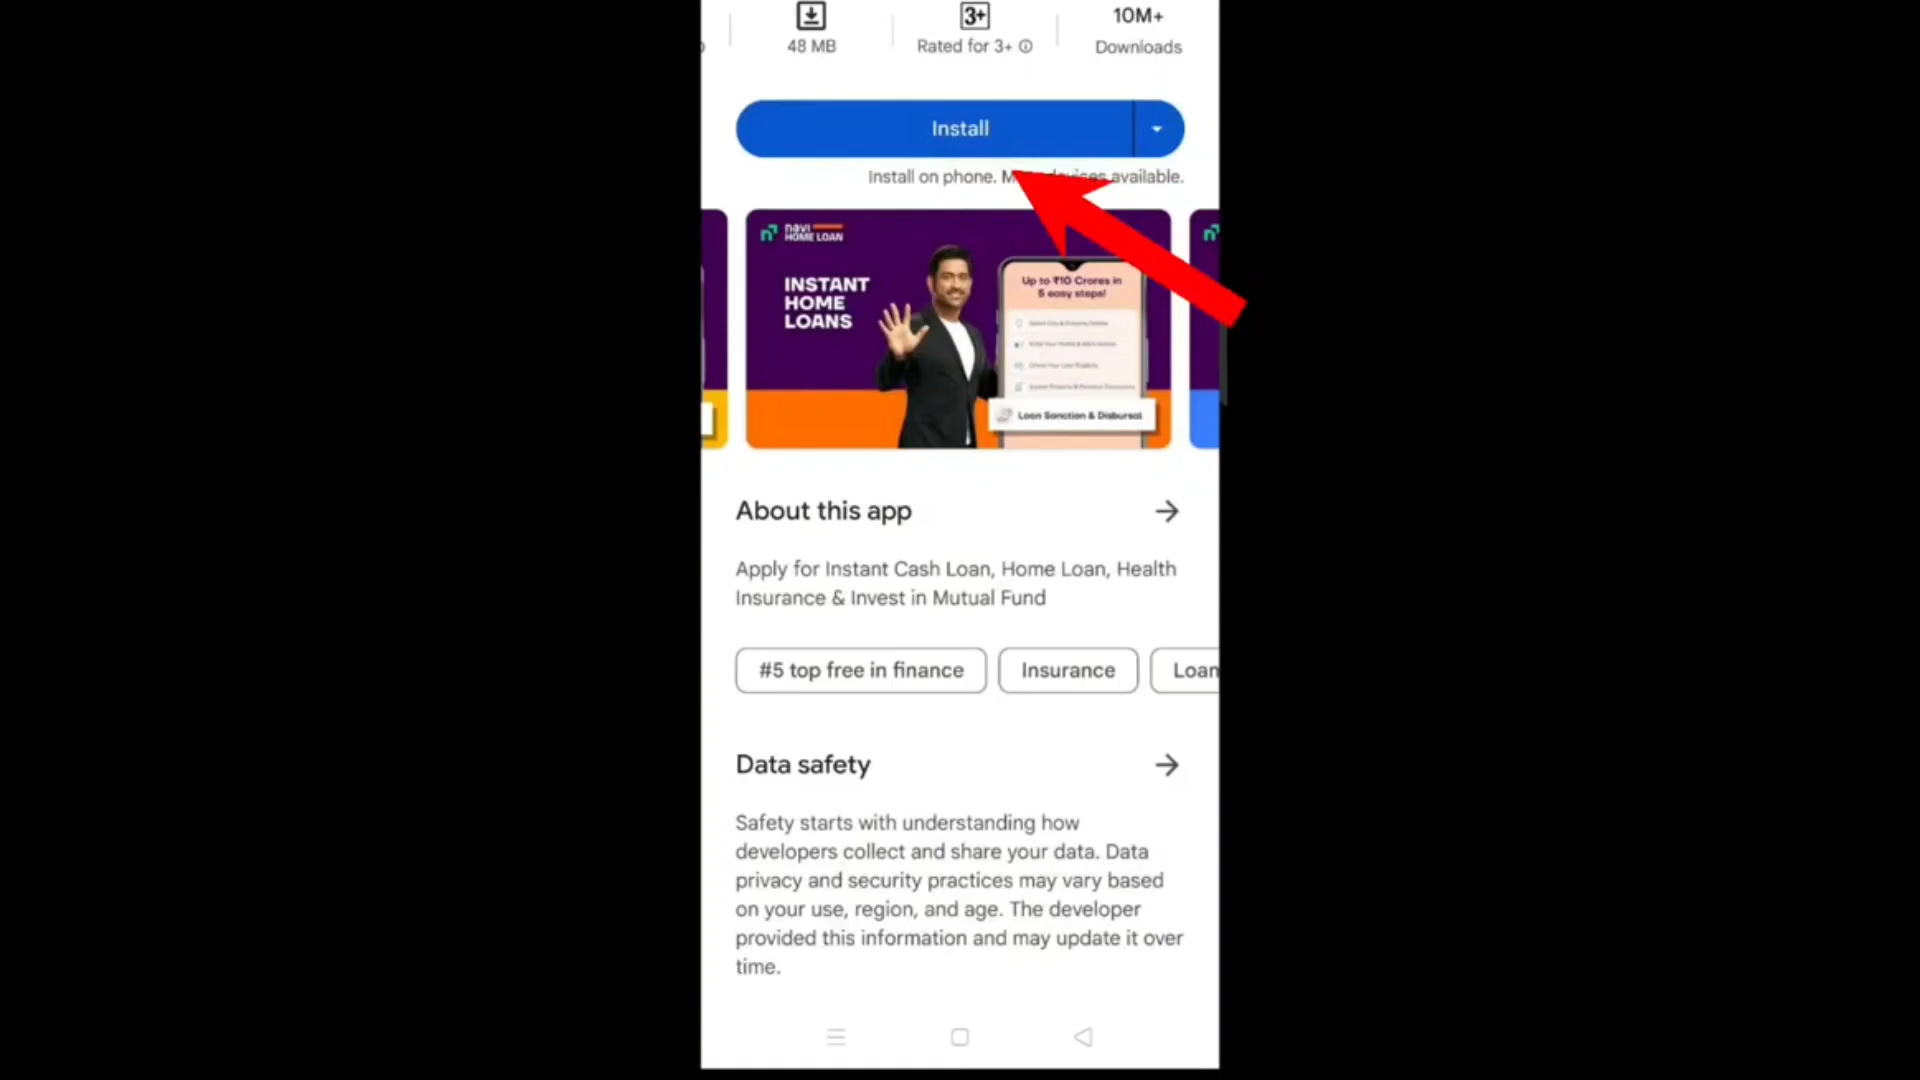 48 MB
3+
Rated for 3+
10M+
Downloads
Install
Install on phone. M devices available.
navi
HOME LOAN
INSTANT
HOME
LOANS
Up to ₹10 Crores in
5 easy steps!
Loan Sanction & Disbursal
About this app
Apply for Instant Cash Loan, Home Loan, Health
Insurance & Invest in Mutual Fund
#5 top free in finance
Insurance
Loan
Data safety
Safety starts with understanding how
developers collect and share your data. Data
privacy and security practices may vary based
on your use, region, and age. The developer
provided this information and may update it over
time.